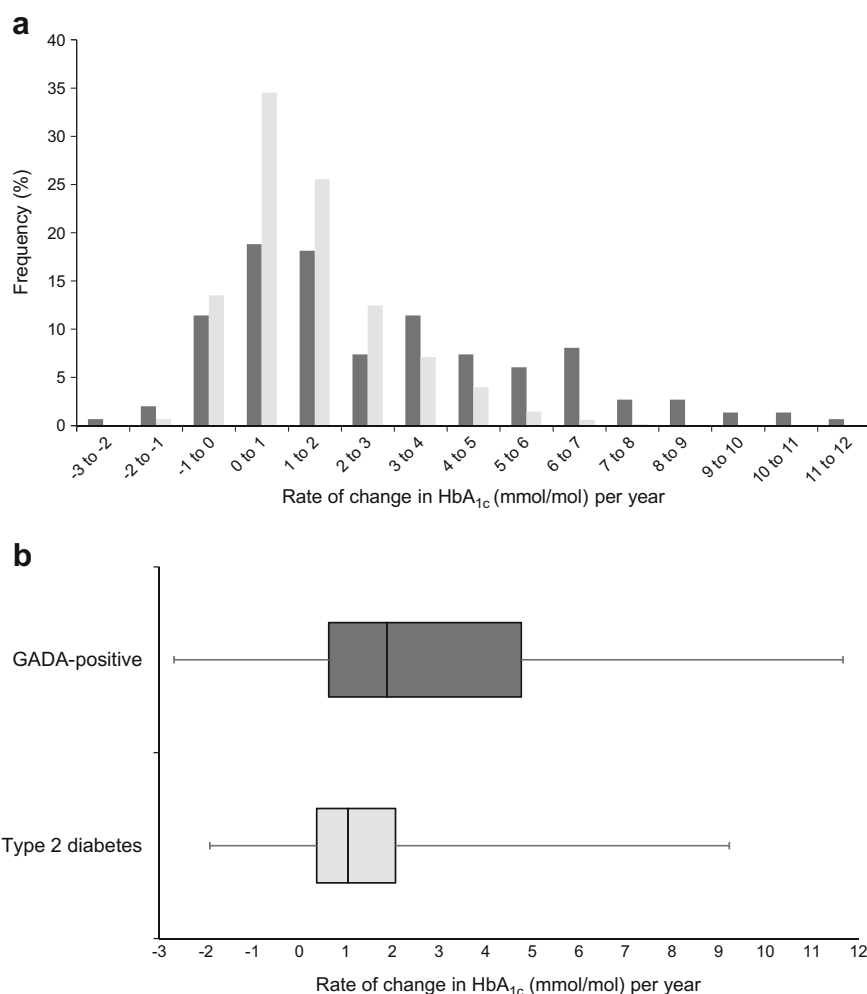 a
40
35
30
25
20
15
10
5
0
Frequency (%)
-3 to -2
-2 to -1
-1 to 0
0 to 1
1 to 2
2 to 3
3 to 4
4 to 5
5 to 6
6 to 7
7 to 8
8 to 9
9 to 10
10 to 11
11 to 12
Rate of change in HbA1c (mmol/mol) per year
b
GADA-positive
Type 2 diabetes
-3 -2 -1 0 1 2 3 4 5 6 7 8 9 10 11 12
Rate of change in HbA1c (mmol/mol) per year